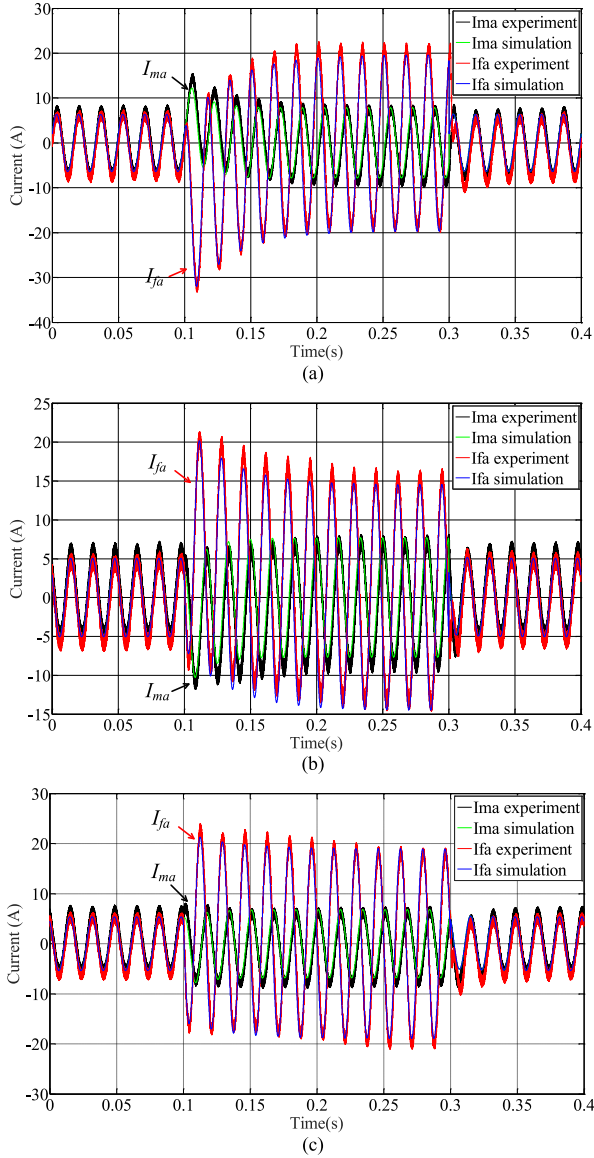 30
Ima experiment
Ima simulation
Ifa experiment
Ifa simulation
20
10
0
-10
-20
-30
-40
Current (A)
Ima
Ifa
0 0.05 0.1 0.15 0.2 0.25 0.3 0.35 0.4
Time(s)
(a)
25
Ima experiment
Ima simulation
Ifa experiment
Ifa simulation
20
15
10
5
0
-5
-10
-15
Current (A)
Ifa
Ima
0 0.05 0.1 0.15 0.2 0.25 0.3 0.35 0.4
Time(s)
(b)
30
Ima experiment
Ima simulation
Ifa experiment
Ifa simulation
20
10
0
-10
-20
-30
Current (A)
Ifa
Ima
0 0.05 0.1 0.15 0.2 0.25 0.3 0.35 0.4
Time(s)
(c)